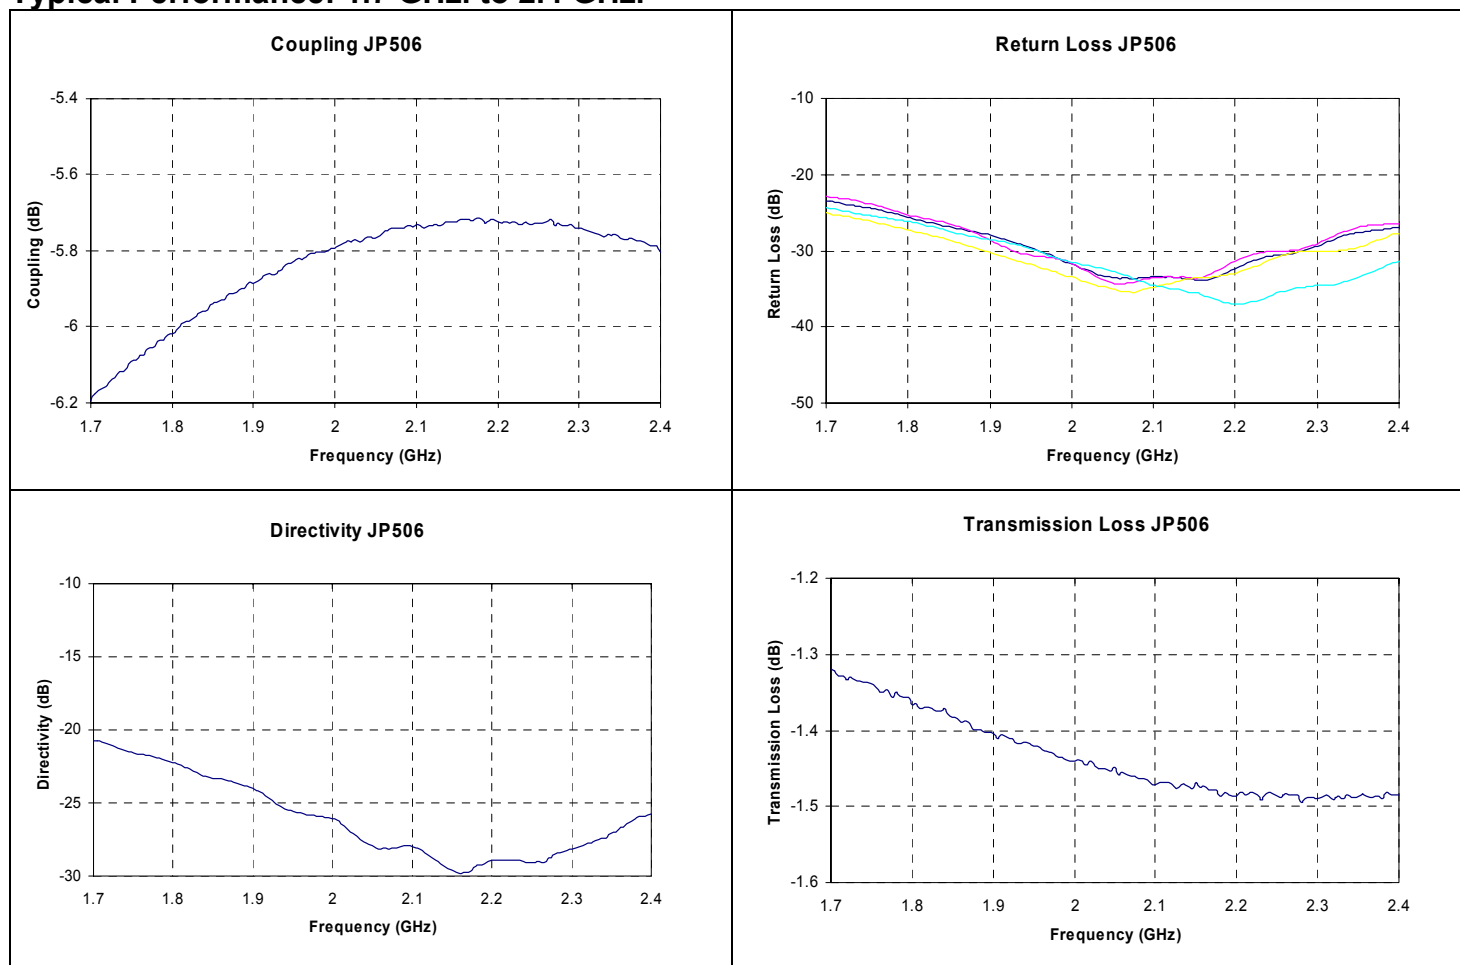 Coupling JP506
-5.4
-5.6
-5.8
-6
-6.2
Coupling (dB)
1.7 1.8 1.9 2 2.1 2.2 2.3 2.4
Frequency (GHz)
Return Loss JP506
-10
-20
-30
-40
-50
Return Loss (dB)
1.7 1.8 1.9 2 2.1 2.2 2.3 2.4
Frequency (GHz)
Directivity JP506
-10
-15
-20
-25
-30
Directivity (dB)
1.7 1.8 1.9 2 2.1 2.2 2.3 2.4
Frequency (GHz)
Transmission Loss JP506
-1.2
-1.3
-1.4
-1.5
-1.6
Transmission Loss (dB)
1.7 1.8 1.9 2 2.1 2.2 2.3 2.4
Frequency (GHz)